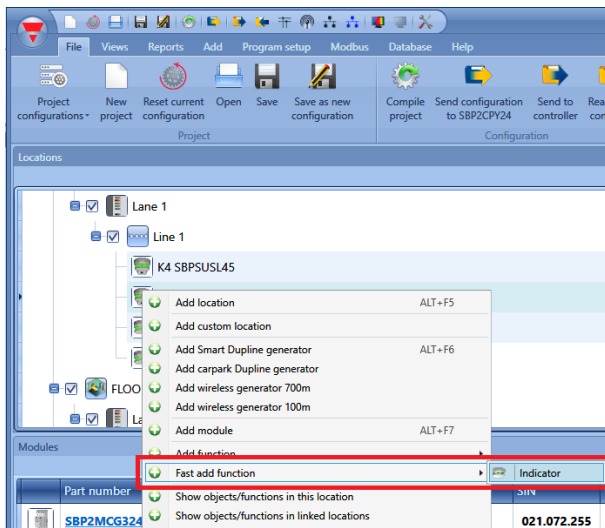 File Views Reports Add Program setup Modbus Database Help
Project configurations
New project
Reset current configuration
Open
Save
Save as new configuration
Compile project
Send configuration to SBP2CPY24
Send to controller
Project
Configuration
Locations
Lane 1
Line 1
K4 SBPSUSL45
Add location ALT+F5
Add custom location
Add Smart Dupline generator ALT+F6
Add carpark Dupline generator
Add wireless generator 700m
Add wireless generator 100m
FLOO
Add module ALT+F7
La
Modules
Add function
Fast add function
Indicator
Part number
SIN
Show objects/functions in this location
Show objects/functions in linked locations
SBP2MCG324
021.072.255